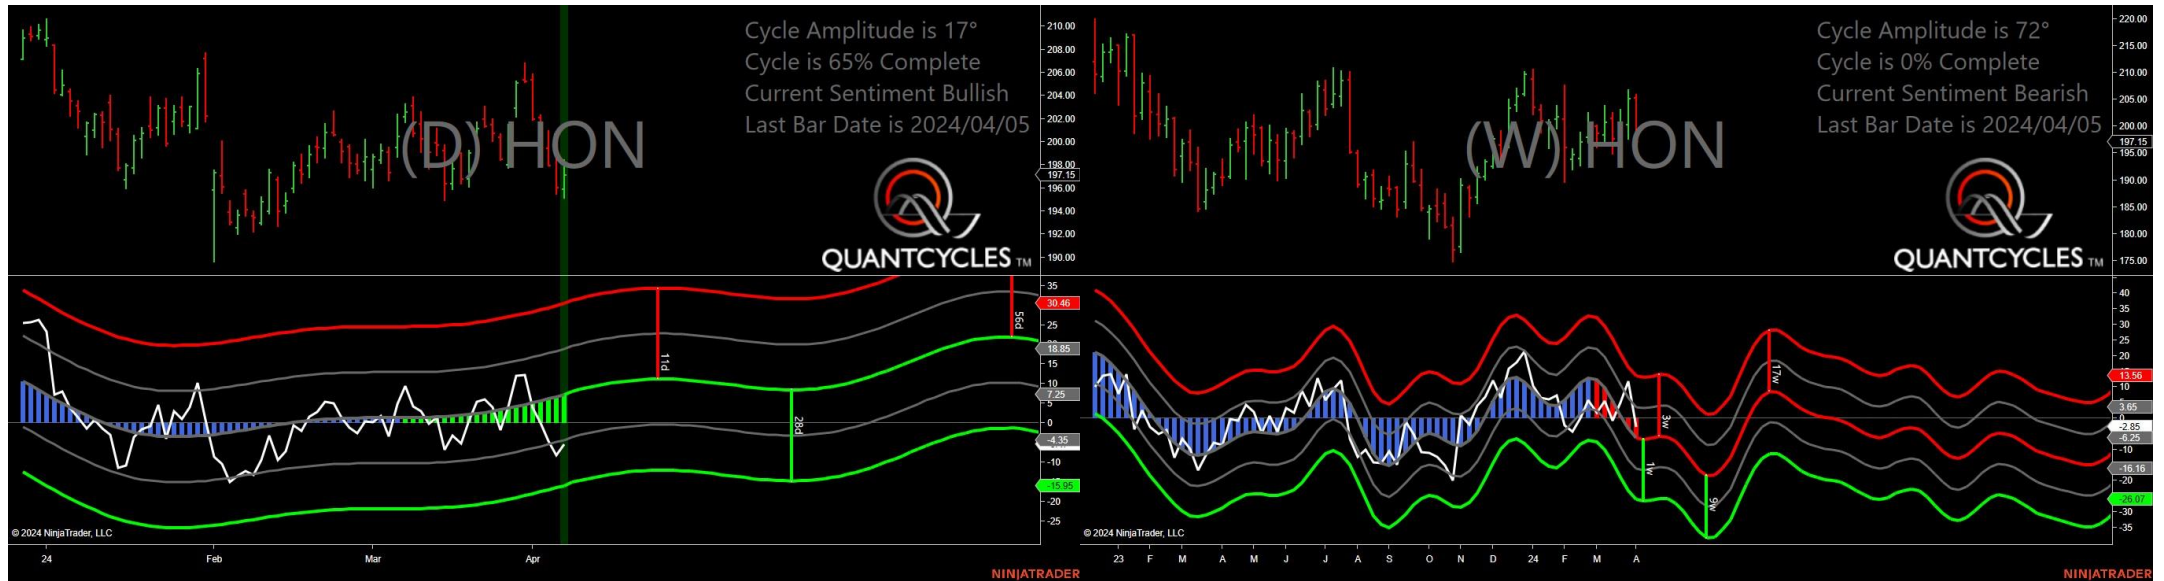 Cycle Amplitude is 17°
Cycle is 65% Complete
Current Sentiment Bullish
Last Bar Date is 2024/04/05
(D) HON
QUANTCYCLES TM
210.00
208.00
206.00
204.00
202.00
200.00
198.00
197.15
196.00
194.00
192.00
190.00
35
30.46
25
18.85
15
10
7.25
5
0
-4.35
-10
-15.95
-20
-25
11d
28d
56d
© 2024 NinjaTrader, LLC
24 Feb Mar Apr
NINJATRADER
Cycle Amplitude is 72°
Cycle is 0% Complete
Current Sentiment Bearish
Last Bar Date is 2024/04/05
(W) HON
QUANTCYCLES TM
220.00
215.00
210.00
205.00
200.00
197.15
195.00
190.00
185.00
180.00
175.00
40
35
30
25
20
13.56
10
5
3.65
0
-2.85
-6.25
-10
-16.16
-20
-26.07
-30
-35
3w
1w
9w
17w
© 2024 NinjaTrader, LLC
23 F M A M J J A S O N D 24 F M A
NINJATRADER